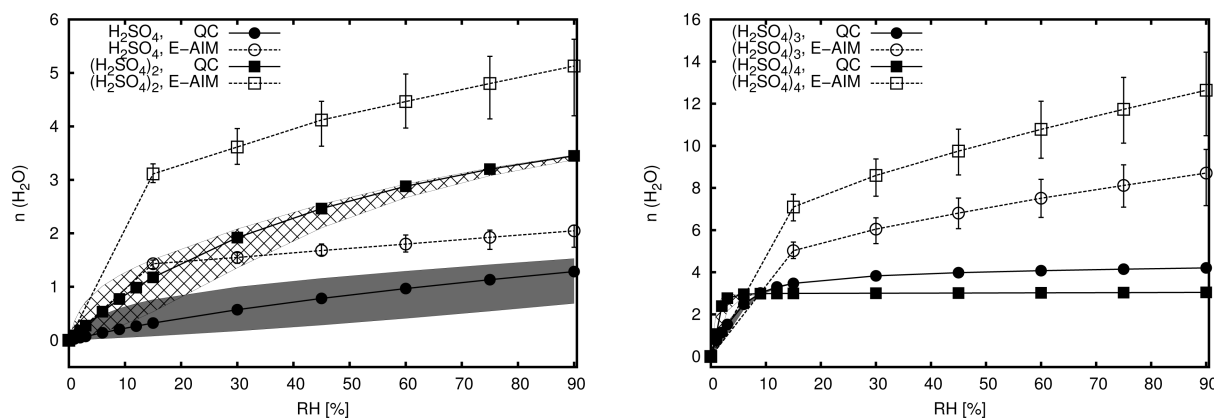 H₂SO₄, QC
H₂SO₄, E−AIM
(H₂SO₄)₂, QC
(H₂SO₄)₂, E−AIM
6
5
4
3
2
1
0
n (H₂O)
0 10 20 30 40 50 60 70 80 90
RH [%]
(H₂SO₄)₃, QC
(H₂SO₄)₃, E−AIM
(H₂SO₄)₄, QC
(H₂SO₄)₄, E−AIM
16
14
12
10
8
6
4
2
0
n (H₂O)
0 10 20 30 40 50 60 70 80 90
RH [%]